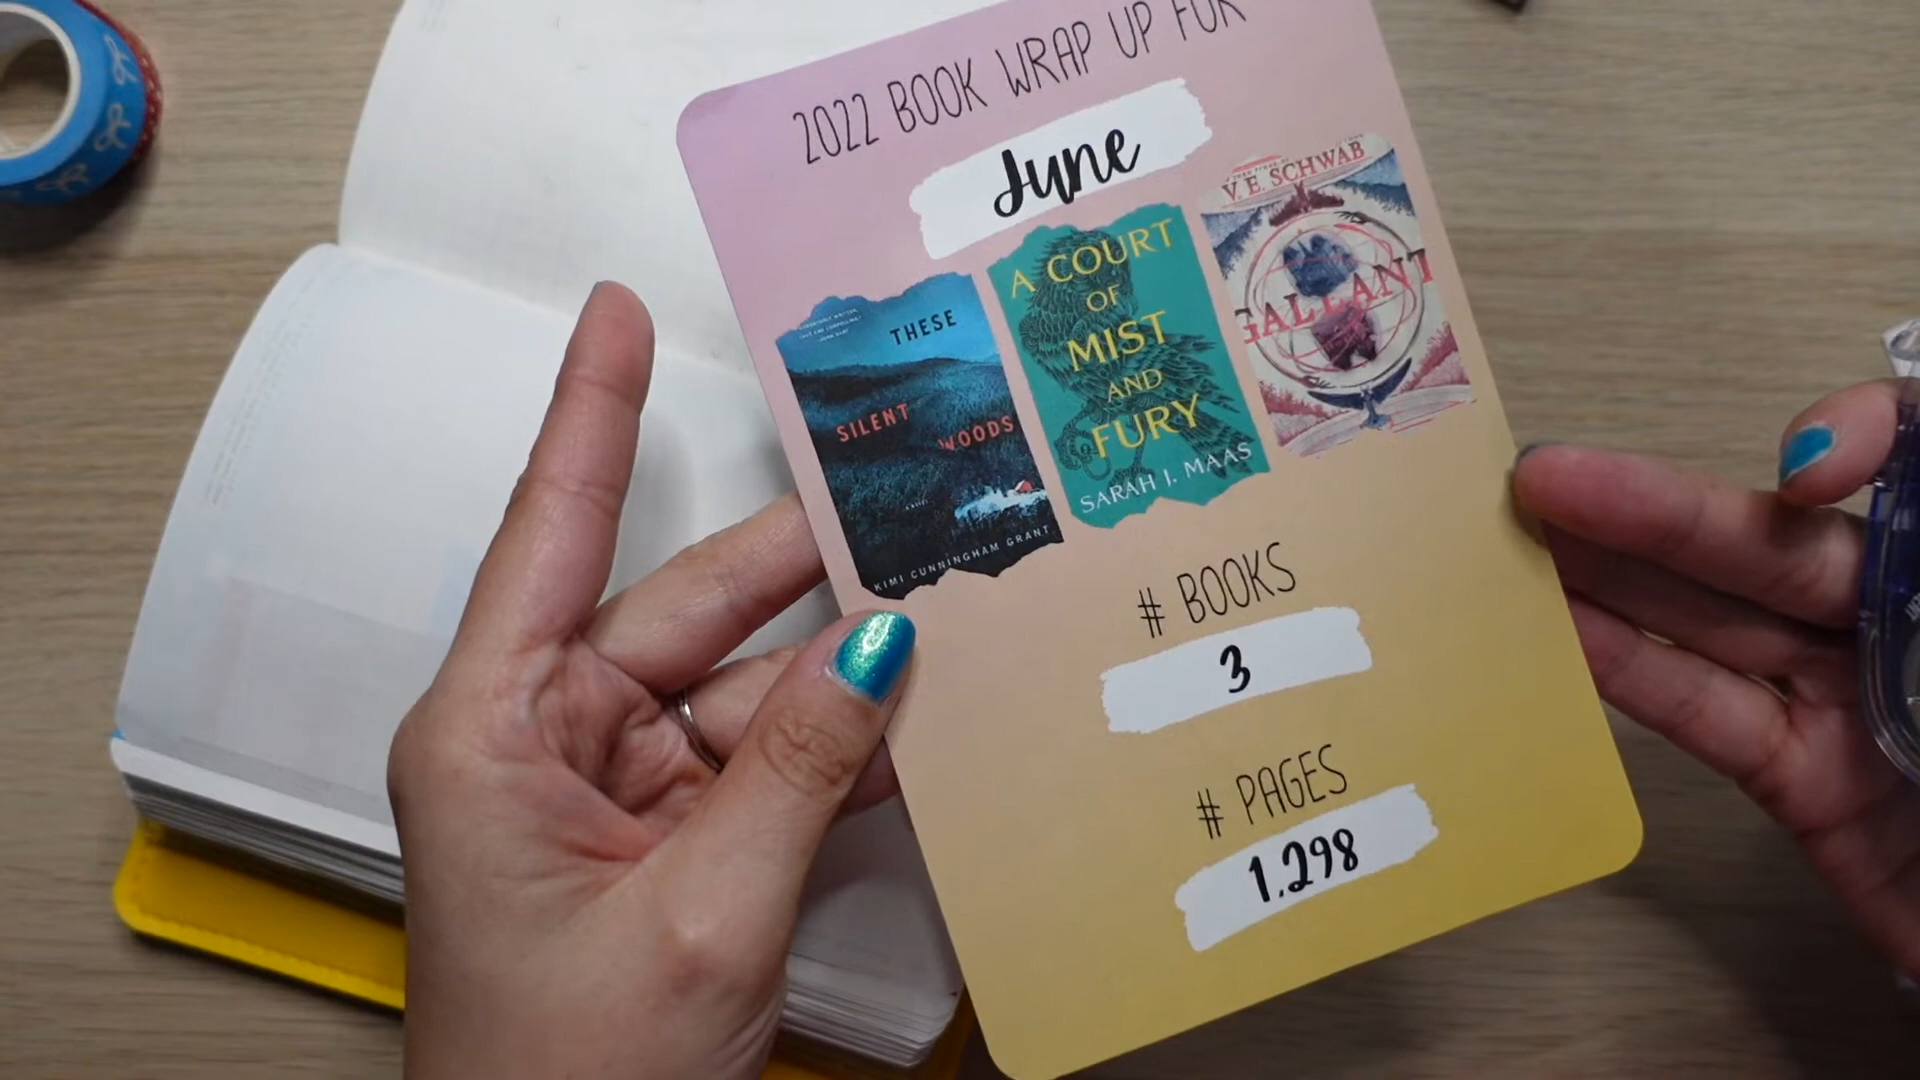 2022 BOOK WRAP UP FOR
June
THESE
SILENT
WOODS
KIMI CUNNINGHAM GRANT
A COURT
OF
MIST
AND
FURY
SARAH J. MAAS
V. E. SCHWAB
GALLANT
# BOOKS
3
# PAGES
1.298